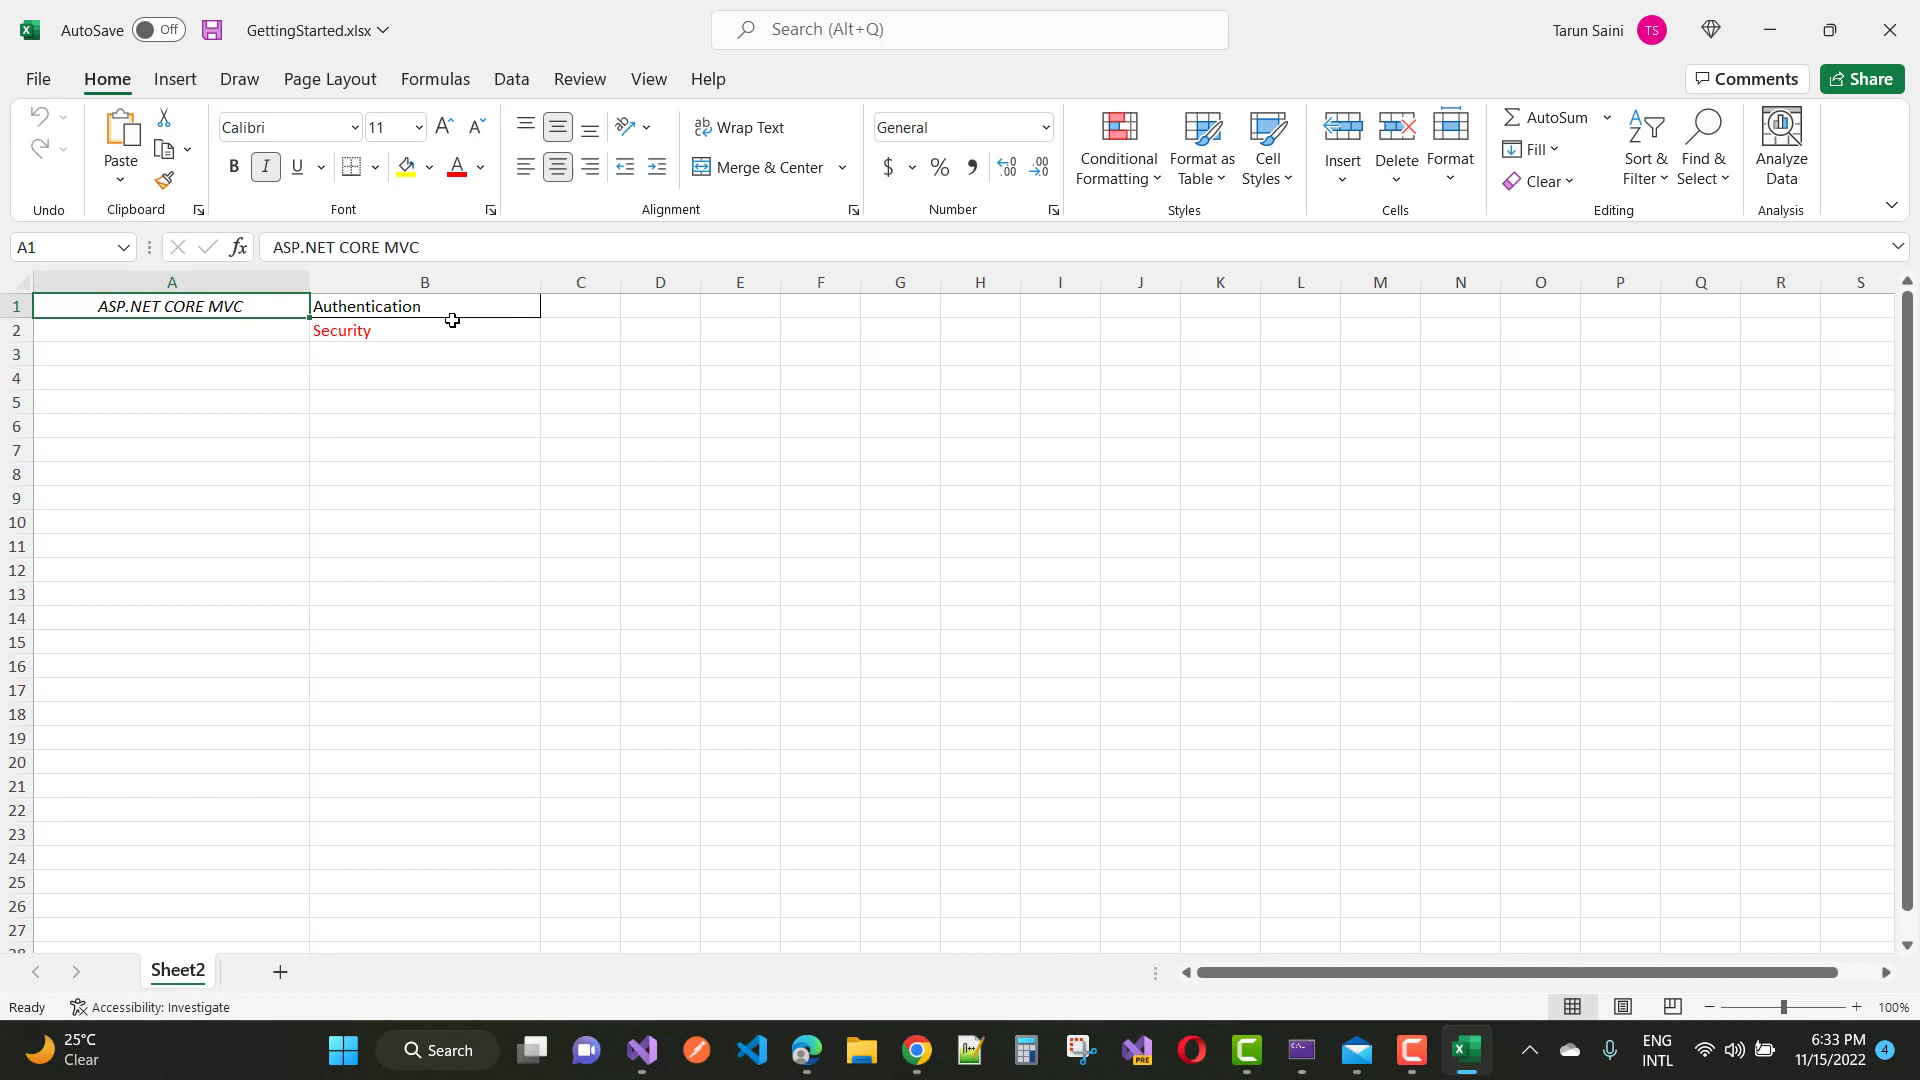 AutoSave Off GettingStarted.xlsx Search (Alt+Q) Tarun Saini TS
File Home Insert Draw Page Layout Formulas Data Review View Help Comments Share
Paste Calibri 11 Wrap Text Merge & Center General $ % Conditional Formatting Format as Table Cell Styles Insert Delete Format AutoSum Fill Clear Sort & Filter Find & Select Analyze Data
Undo Clipboard Font Alignment Number Styles Cells Editing Analysis
A1 fx ASP.NET CORE MVC
A B C D E F G H I J K L M N O P Q R S
1 ASP.NET CORE MVC Authentication
2 Security
3
4
5
6
7
8
9
10
11
12
13
14
15
16
17
18
19
20
21
22
23
24
25
26
27
28
Sheet2
Ready Accessibility: Investigate 100%
25°C Clear Search ENG INTL 6:33 PM 11/15/2022 4